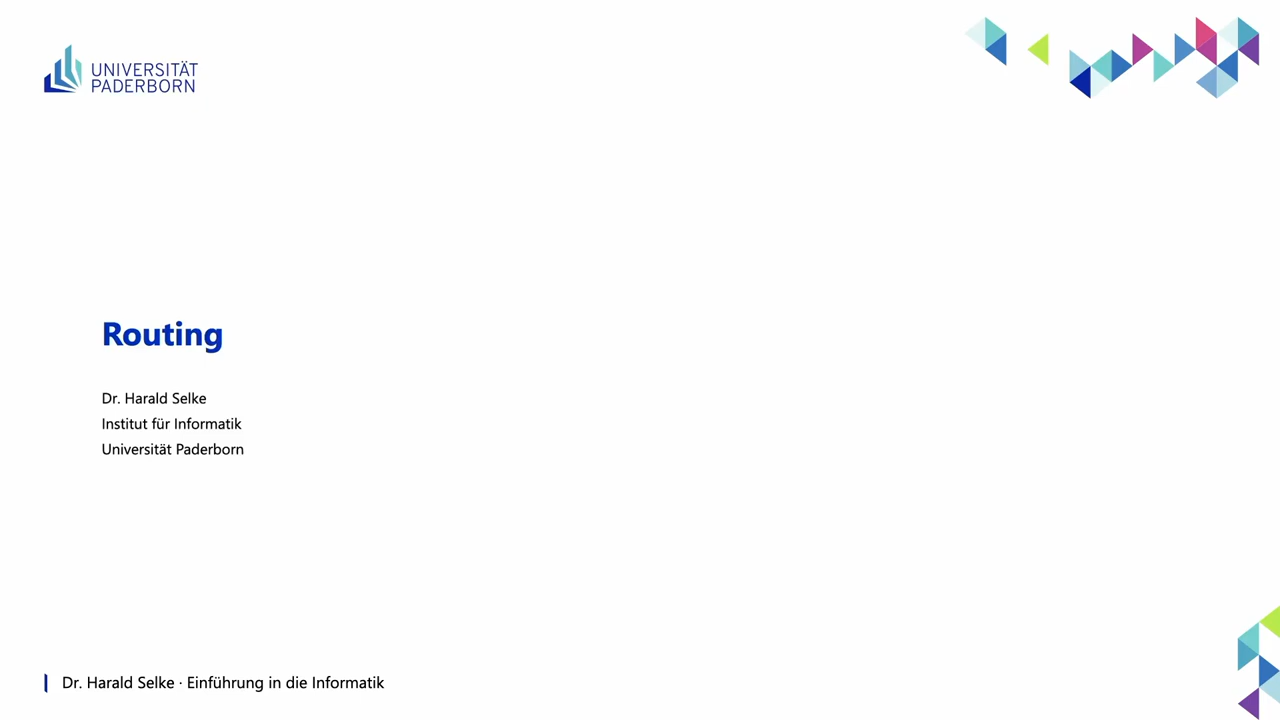 UNIVERSITÄT
PADERBORN
Routing
Dr. Harald Selke
Institut für Informatik
Universität Paderborn
Dr. Harald Selke · Einführung in die Informatik